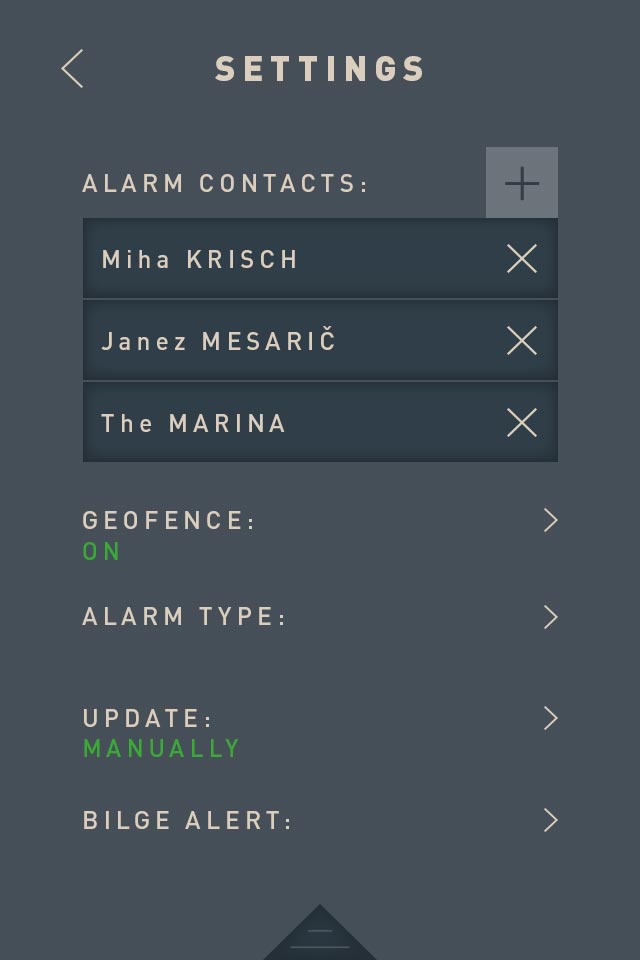 SETTINGS
ALARM CONTACTS:
Miha KRISCH
Janez MESARIČ
The MARINA
GEOFENCE:
ON
ALARM TYPE:
UPDATE:
MANUALLY
BILGE ALERT: